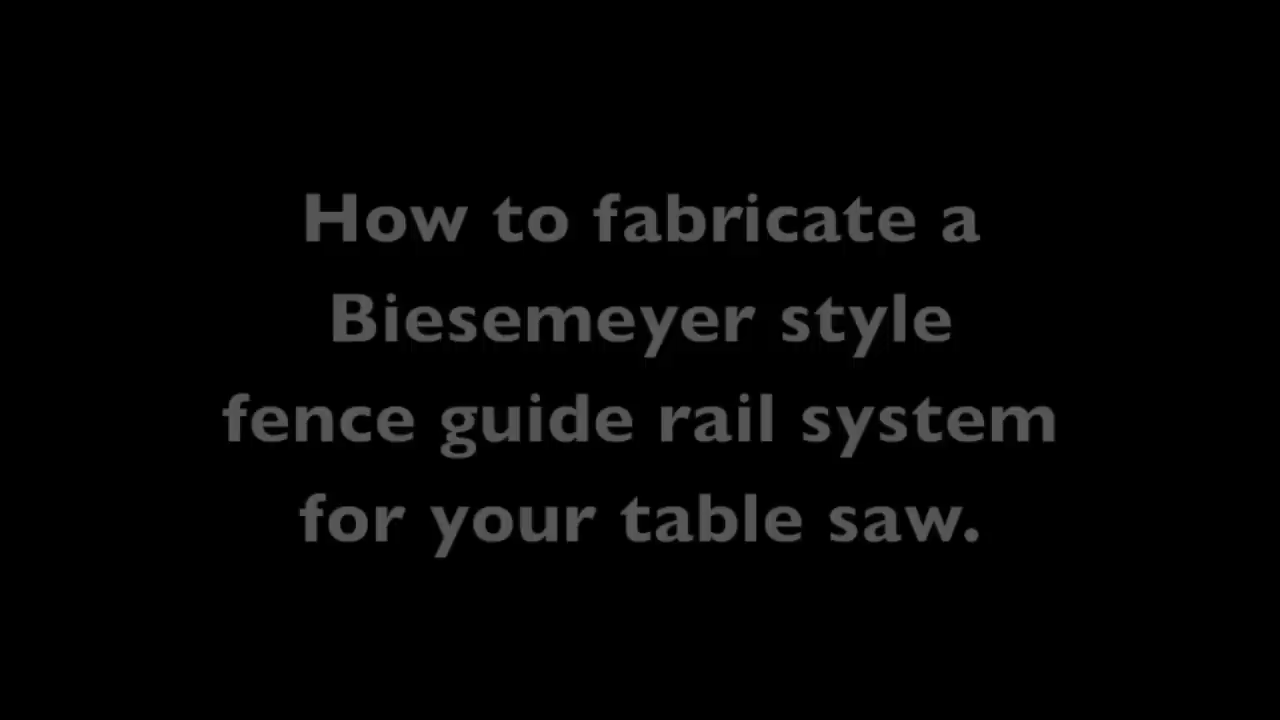 How to fabricate a
Biesemeyer style
fence guide rail system
for your table saw.